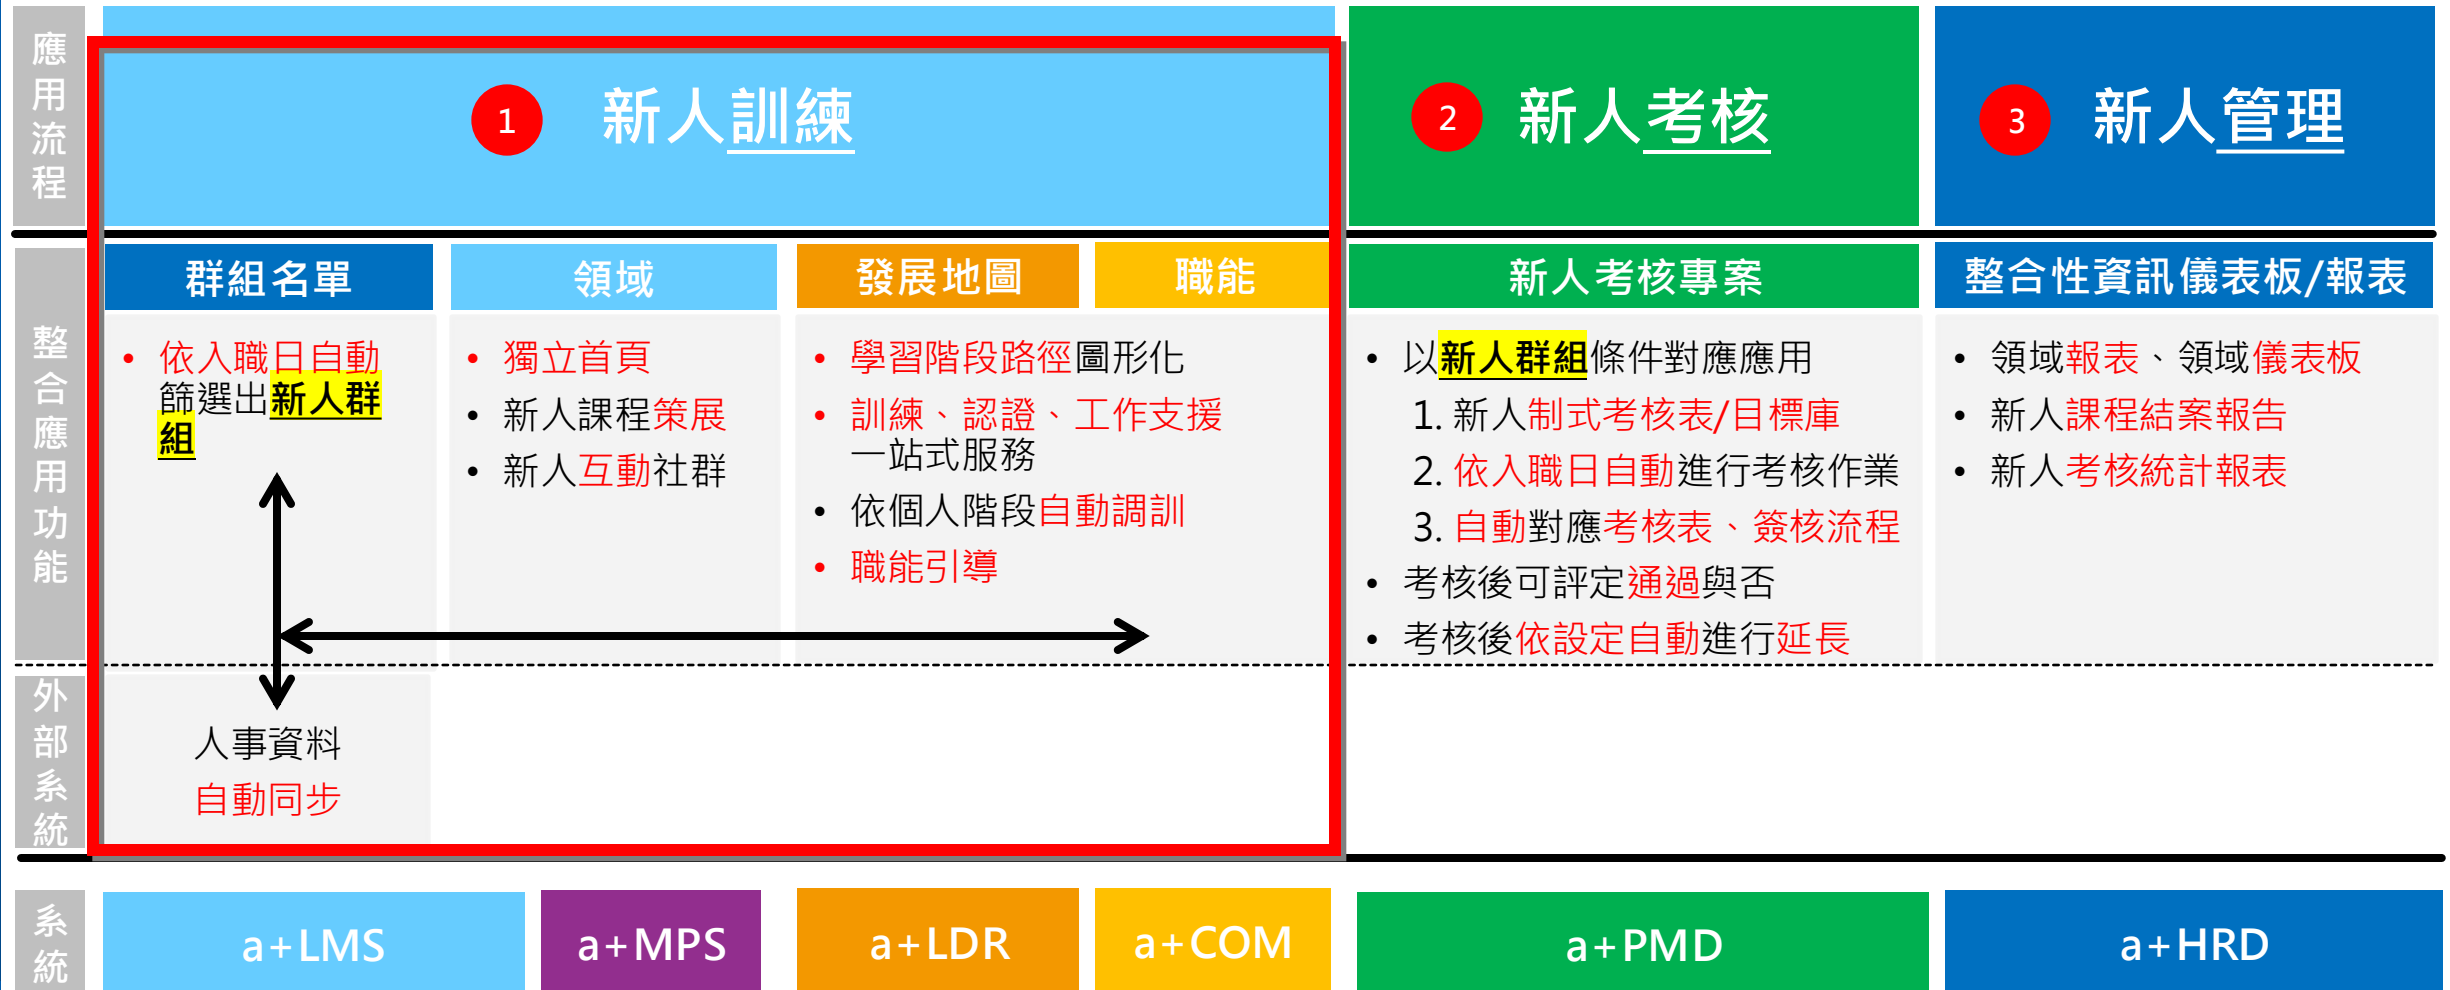 應用流程
1 新人訓練
2 新人考核
3 新人管理
整合應用功能
群組名單
• 依入職日自動
篩選出新人群
組
領域
• 獨立首頁
• 新人課程策展
• 新人互動社群
發展地圖
職能
• 學習階段路徑圖形化
• 訓練、認證、工作支援
一站式服務
• 依個人階段自動調訓
• 職能引導
新人考核專案
• 以新人群組條件對應應用
1. 新人制式考核表/目標庫
2. 依入職日自動進行考核作業
3. 自動對應考核表、簽核流程
• 考核後可評定通過與否
• 考核後依設定自動進行延長
整合性資訊儀表板/報表
• 領域報表、領域儀表板
• 新人課程結案報告
• 新人考核統計報表
外部系統
人事資料
自動同步
系統
a+LMS
a+MPS
a+LDR
a+COM
a+PMD
a+HRD